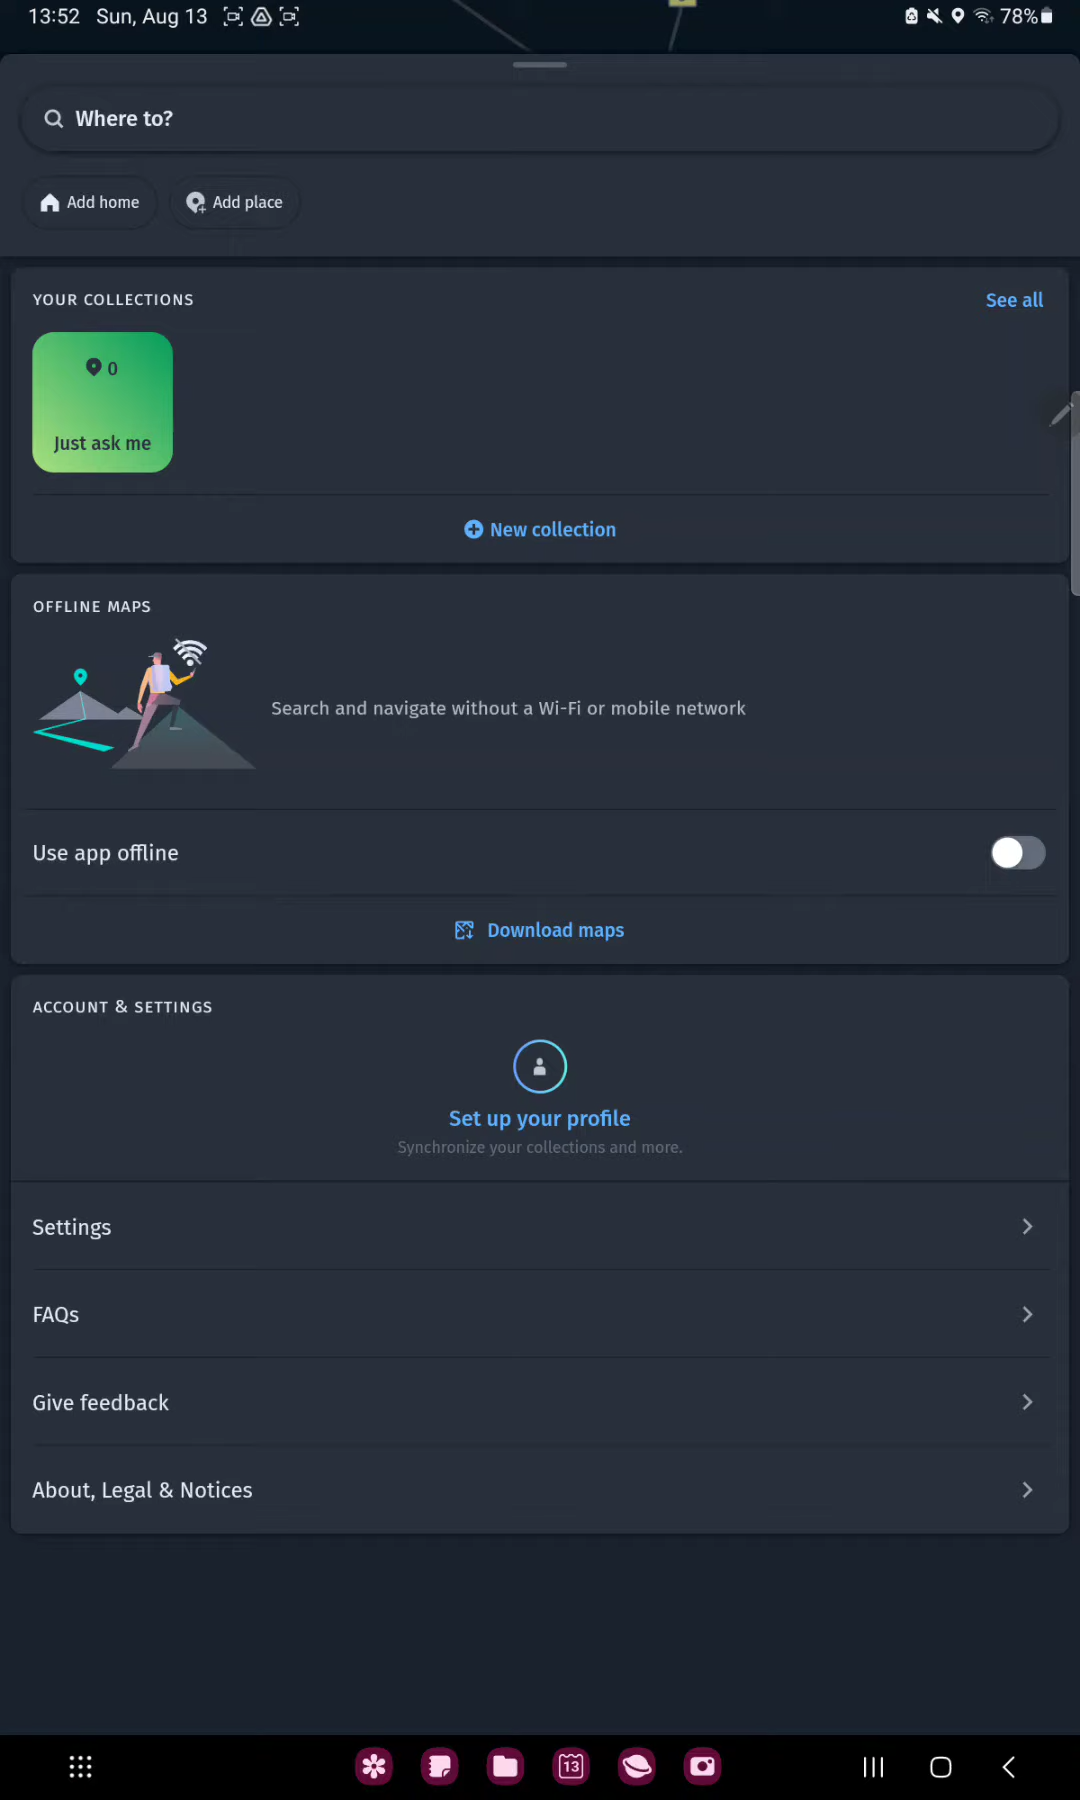 13:52 Sun, Aug 13
78%
Where to?
Add home
Add place
YOUR COLLECTIONS
See all
0
Just ask me
New collection
OFFLINE MAPS
Search and navigate without a Wi-Fi or mobile network
Use app offline
Download maps
ACCOUNT & SETTINGS
Set up your profile
Synchronize your collections and more.
Settings
FAQs
Give feedback
About, Legal & Notices
13